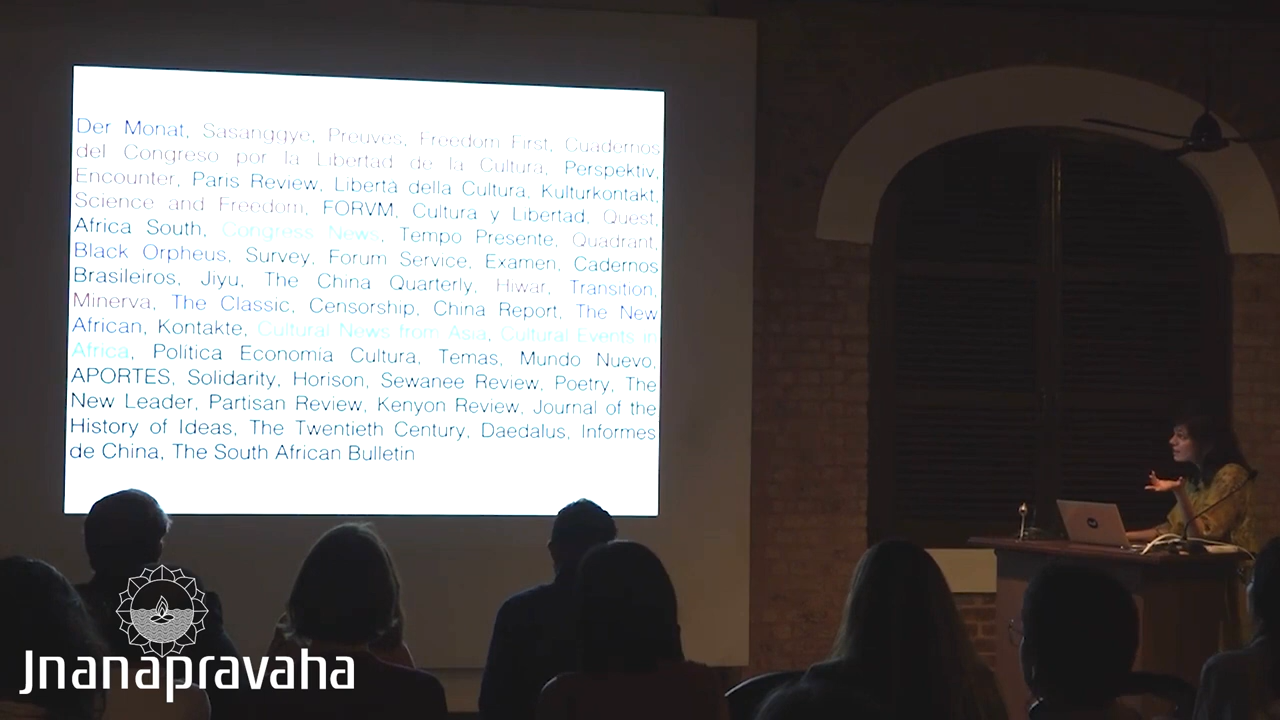 Der Monat, Sasanggye, Preuves, Freedom First, Cuadernos
del Congreso por la Libertad de la Cultura, Perspektiv,
Encounter, Paris Review, Libertà della Cultura, Kulturkontakt,
Science and Freedom, FORVM, Cultura y Libertad, Quest,
Africa South, Congress News, Tempo Presente, Quadrant,
Black Orpheus, Survey, Forum Service, Examen, Cadernos
Brasileiros, Jiyu, The China Quarterly, Hiwar, Transition,
Minerva, The Classic, Censorship, China Report, The New
African, Kontakte, Cultural News from Asia, Cultural Events in
Africa, Política Economia Cultura, Temas, Mundo Nuevo,
APORTES, Solidarity, Horison, Sewanee Review, Poetry, The
New Leader, Partisan Review, Kenyon Review, Journal of the
History of Ideas, The Twentieth Century, Daedalus, Informes
de China, The South African Bulletin
Jnanapravaha